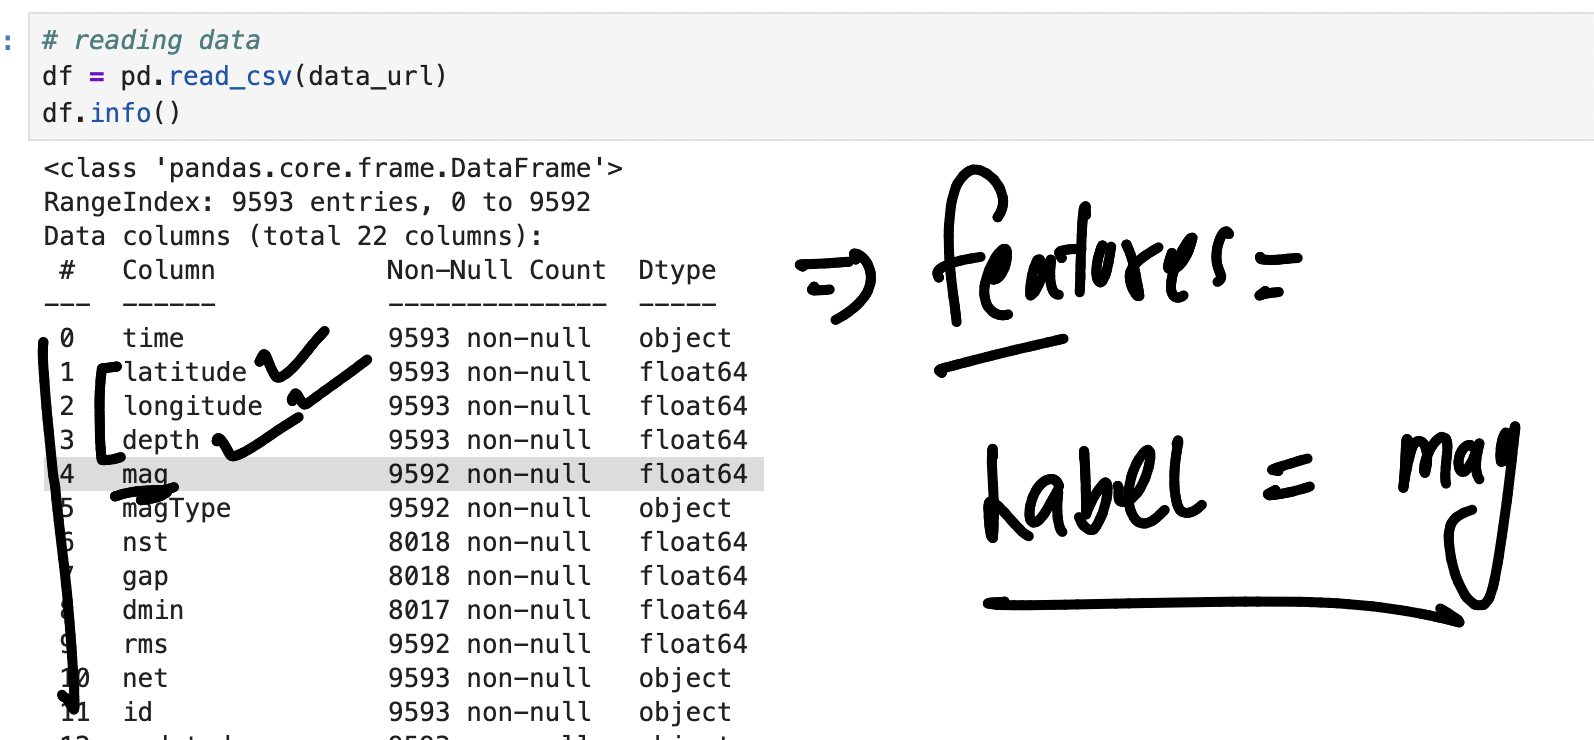 :
# reading data
df = pd.read_csv(data_url)
df.info()
<class 'pandas.core.frame.DataFrame'>
RangeIndex: 9593 entries, 0 to 9592
Data columns (total 22 columns):
# Column Non-Null Count Dtype
--- ------ -------------- -----
0 time 9593 non-null object
1 latitude 9593 non-null float64
2 longitude 9593 non-null float64
3 depth 9593 non-null float64
4 mag 9592 non-null float64
5 magType 9592 non-null object
6 nst 8018 non-null float64
7 gap 8018 non-null float64
8 dmin 8017 non-null float64
9 rms 9592 non-null float64
10 net 9593 non-null object
11 id 9593 non-null object
=> features =
Label = mag